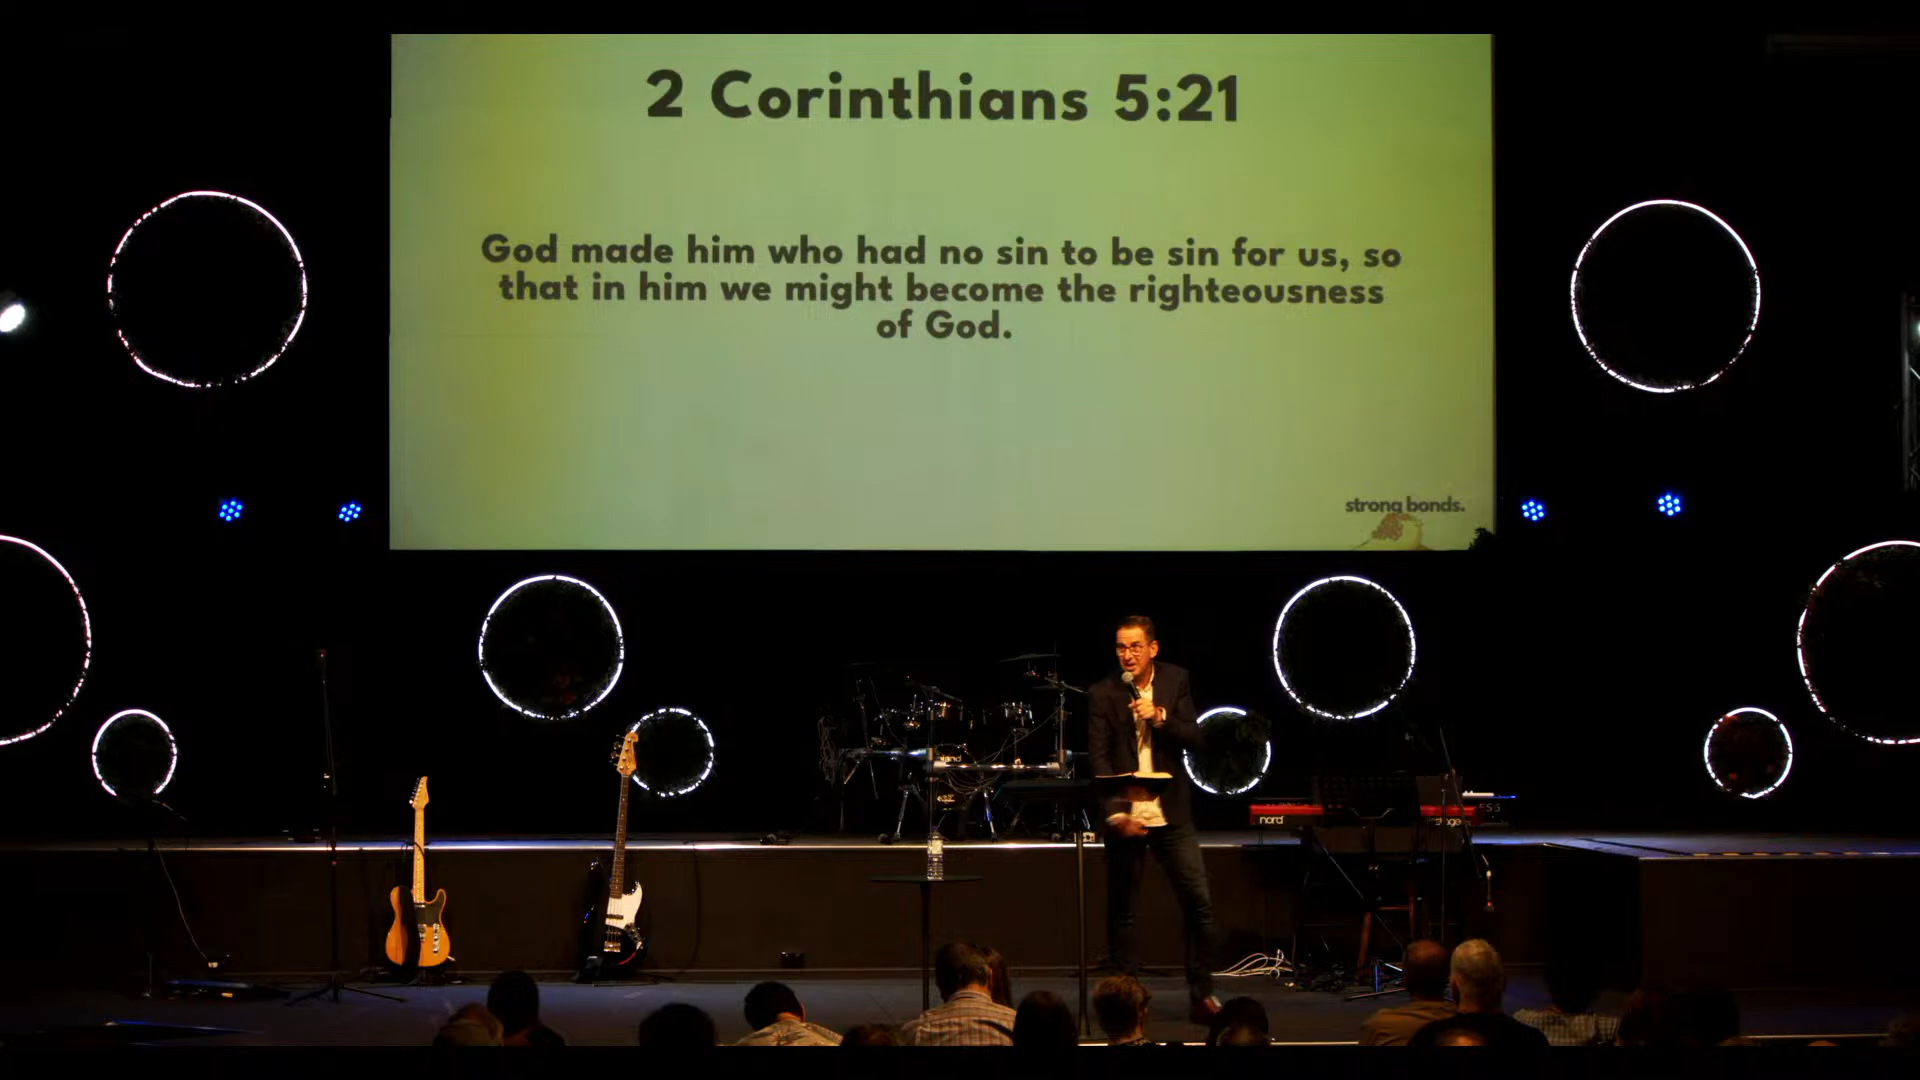 2 Corinthians 5:21
God made him who had no sin to be sin for us, so
that in him we might become the righteousness
of God.
strong bonds.
nord